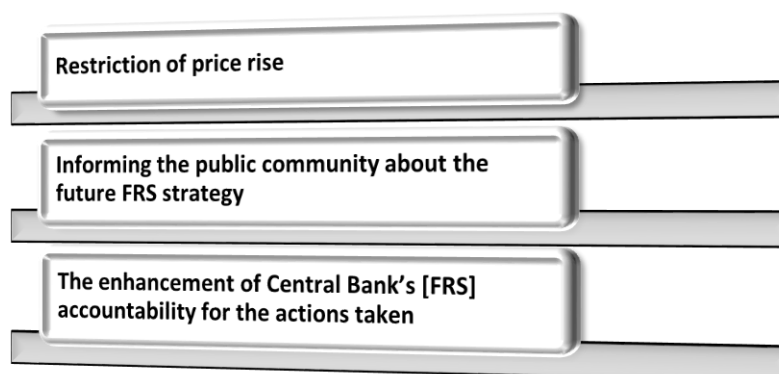 Restriction of price rise
Informing the public community about the
future FRS strategy
The enhancement of Central Bank's [FRS]
accountability for the actions taken